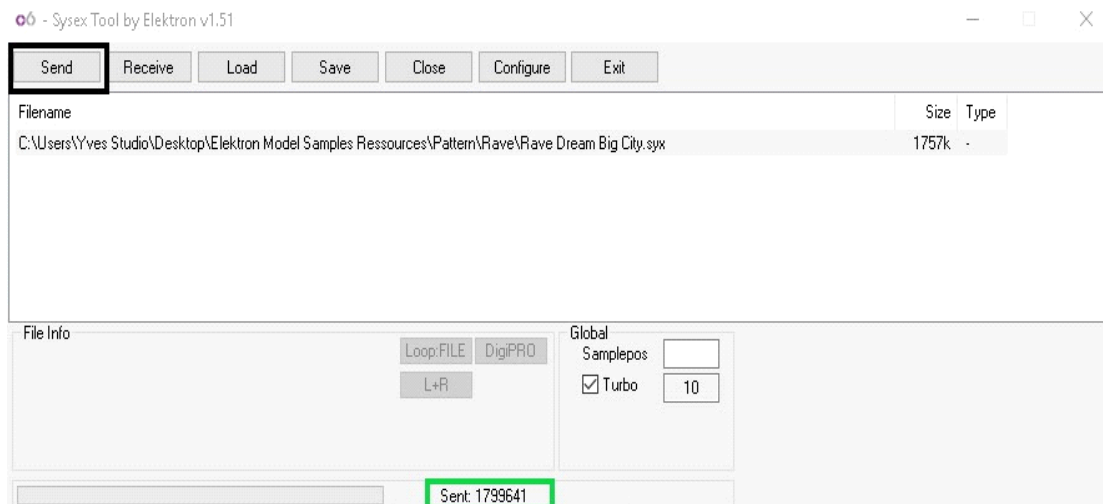 c6 - Sysex Tool by Elektron v1.51
Send Receive Load Save Close Configure Exit
Filename Size Type
C:\Users\Yves Studio\Desktop\Elektron Model Samples Ressources\Pattern\Rave\Rave Dream Big City.syx 1757k -
File Info
Global
Loop:FILE DigiPRO
Samplepos
L+R
Turbo 10
Sent: 1799641